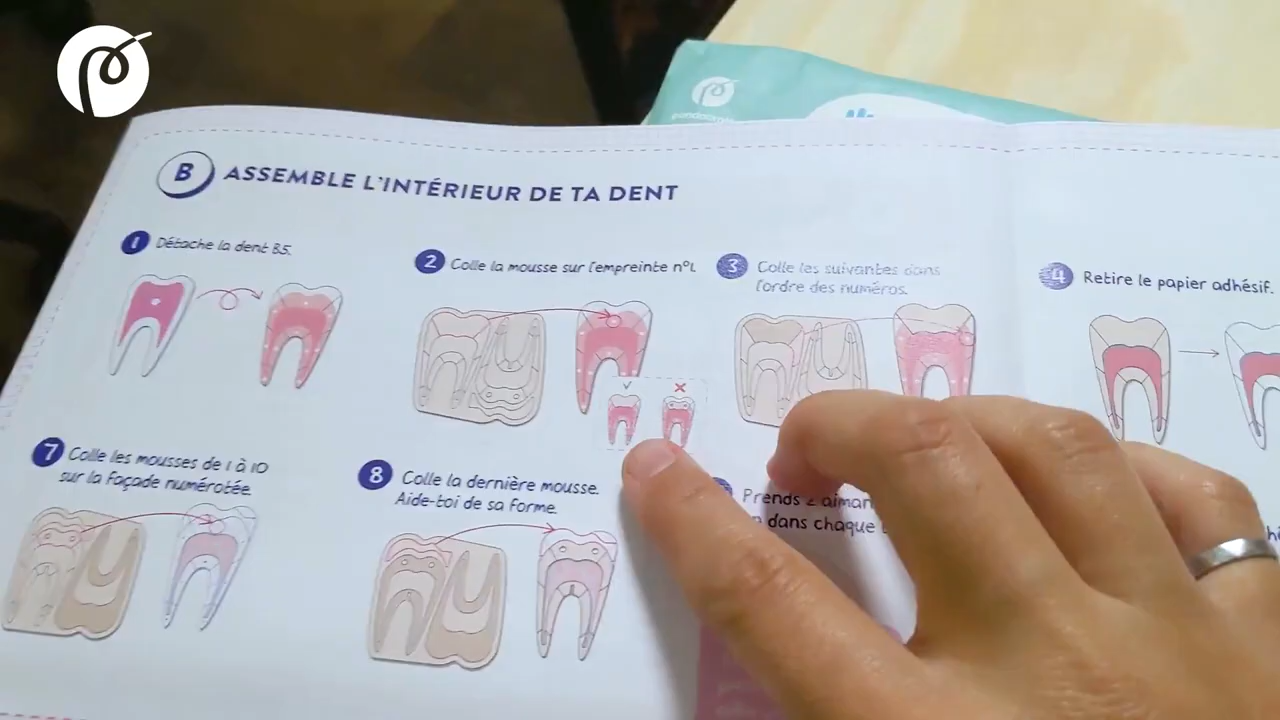 B ASSEMBLE L'INTÉRIEUR DE TA DENT
1 Détache la dent B5.
2 Colle la mousse sur l'empreinte n°1.
3 Colle les suivantes dans
l'ordre des numéros.
4 Retire le papier adhésif.
7 Colle les mousses de 1 à 10
sur la façade numérotée.
8 Colle la dernière mousse.
Aide-toi de sa forme.
Prends 2
dans chaque